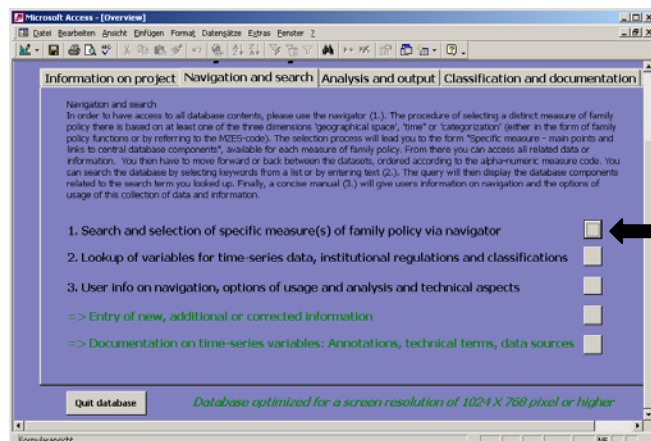 Microsoft Access - [Overview]
Datei Bearbeiten Ansicht Einfügen Format Datensätze Extras Fenster ?
Information on project Navigation and search Analysis and output Classification and documentation
Navigation and search
In order to have access to all database contents, please use the navigator (1.). The procedure of selecting a distinct measure of family
policy there is based on at least one of the three dimensions 'geographical space', 'time" or 'categorization' (either in the form of family
policy functions or by referring to the MZES-code). The selection process will lead you to the form "Specific measure - main points and
links to central database components", available for each measure of family policy. From there you can access all related data or
information. You then have to move forward or back between the datasets, ordered according to the alpha-numeric measure code. You
can search the database by selecting keywords from a list or by entering text (2.). The query will then display the database components
related to the search term you looked up. Finally, a concise manual (3.) will give users information on navigation and the options of
usage of this collection of data and information.
1. Search and selection of specific measure(s) of family policy via navigator
2. Lookup of variables for time-series data, institutional regulations and classifications
3. User info on navigation, options of usage and analysis and technical aspects
=> Entry of new, additional or corrected information
=> Documentation on time-series variables: Annotations, technical terms, data sources
Quit database
Database optimized for a screen resolution of 1024 X 768 pixel or higher
Formularansicht
NF